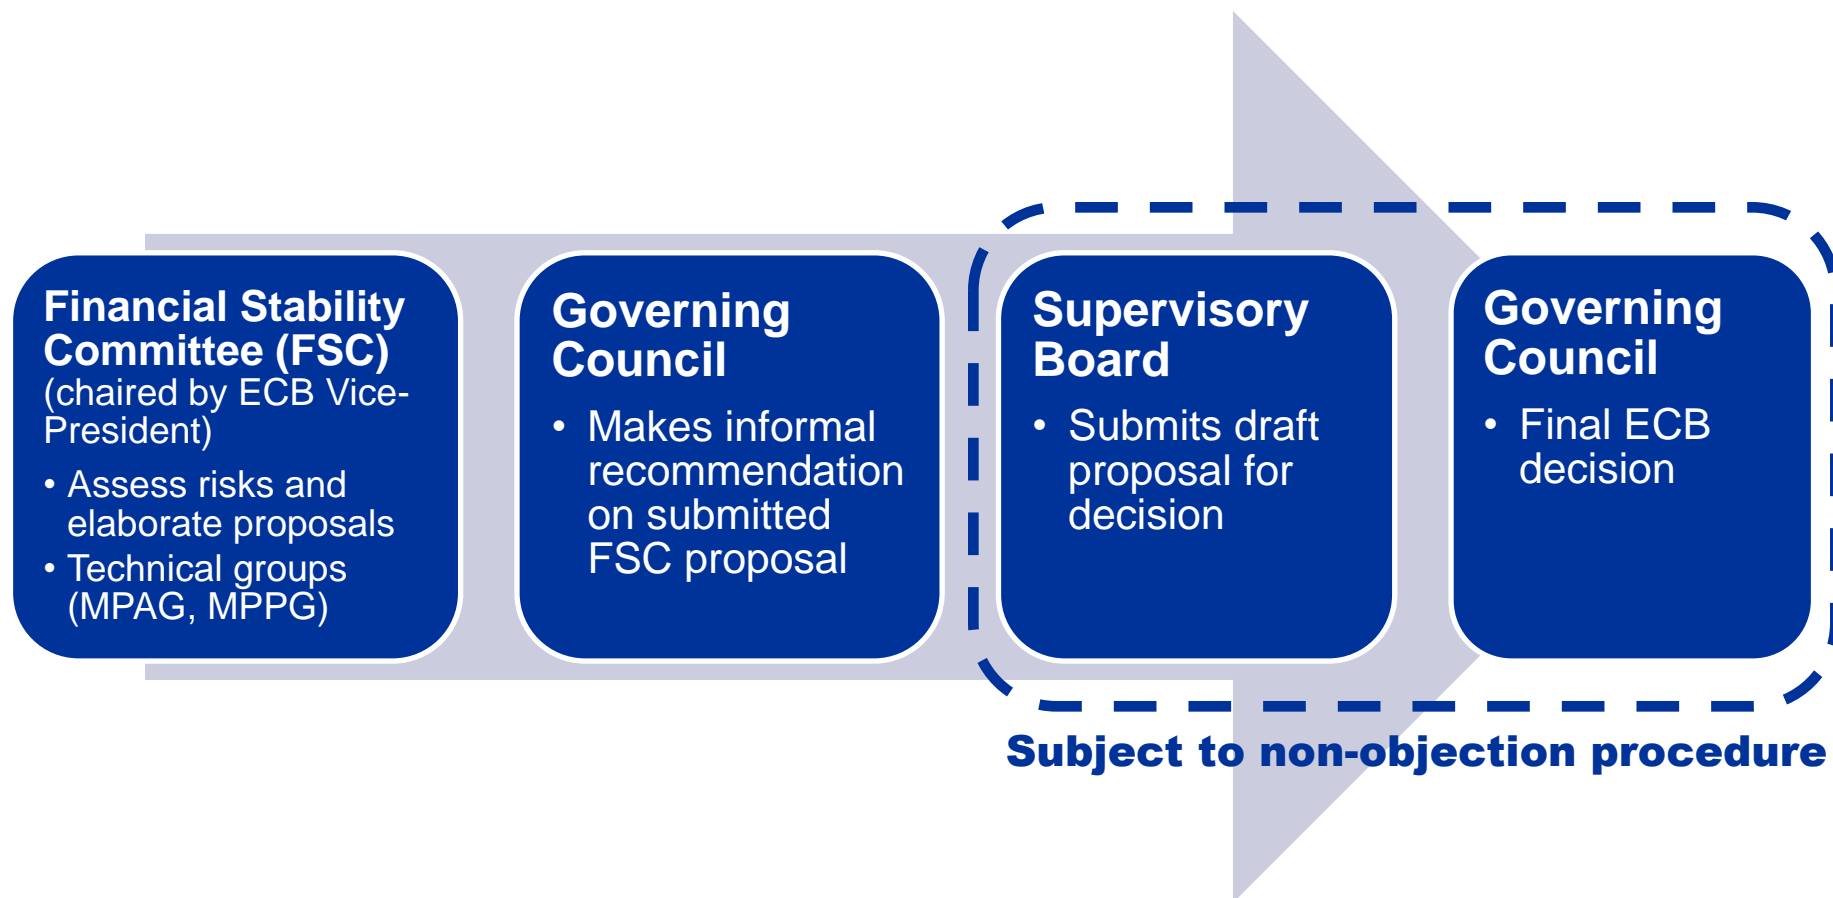 Financial Stability
Committee (FSC)
(chaired by ECB Vice-
President)
• Assess risks and
elaborate proposals
• Technical groups
(MPAG, MPPG)
Governing
Council
• Makes informal
recommendation
on submitted
FSC proposal
Supervisory
Board
• Submits draft
proposal for
decision
Governing
Council
• Final ECB
decision
Subject to non-objection procedure